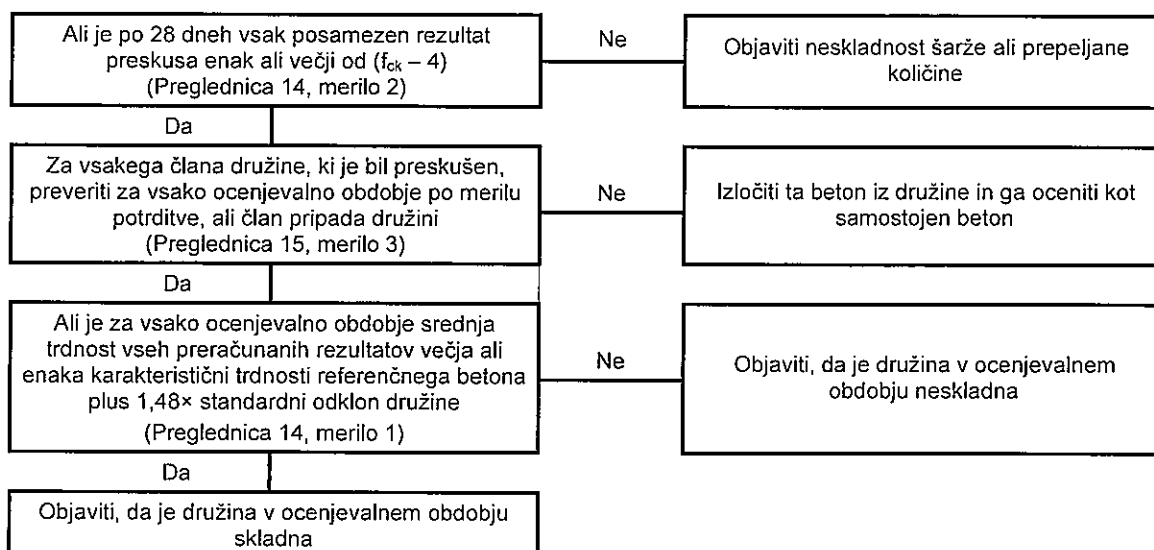 Ali je po 28 dneh vsak posamezen rezultat
preskusa enak ali večji od (fck – 4)
(Preglednica 14, merilo 2)
Ne
Objaviti neskladnost šarže ali prepeljane
količine
Da
Za vsakega člana družine, ki je bil preskušen,
preveriti za vsako ocenjevalno obdobje po merilu
potrditve, ali član pripada družini
(Preglednica 15, merilo 3)
Ne
Izločiti ta beton iz družine in ga oceniti kot
samostojen beton
Da
Ali je za vsako ocenjevalno obdobje srednja
trdnost vseh preračunanih rezultatov večja ali
enaka karakteristični trdnosti referenčnega betona
plus 1,48× standardni odklon družine
(Preglednica 14, merilo 1)
Ne
Objaviti, da je družina v ocenjevalnem
obdobju neskladna
Da
Objaviti, da je družina v ocenjevalnem obdobju
skladna